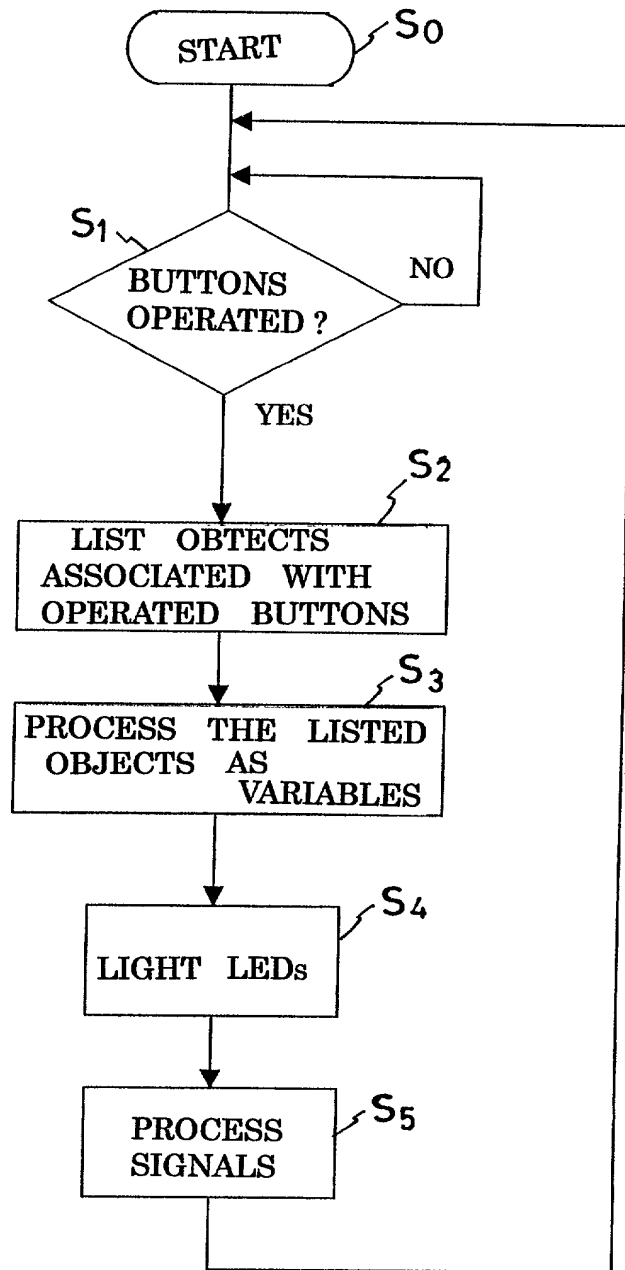 START
S0
S1
BUTTONS
OPERATED ?
NO
YES
S2
LIST OBTECTS
ASSOCIATED WITH
OPERATED BUTTONS
S3
PROCESS THE LISTED
OBJECTS AS
VARIABLES
S4
LIGHT LEDs
S5
PROCESS
SIGNALS